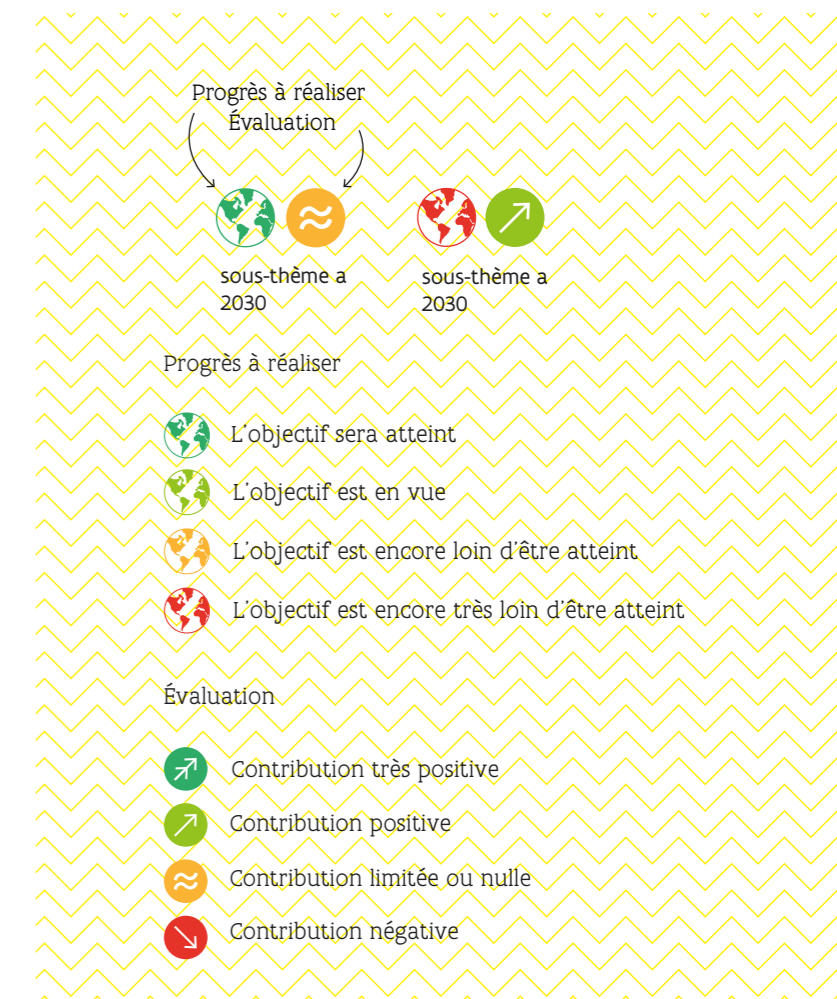 Progrès à réaliser
Évaluation
sous-thème a
2030
sous-thème a
2030
Progrès à réaliser
L'objectif sera atteint
L'objectif est en vue
L'objectif est encore loin d'être atteint
L'objectif est encore très loin d'être atteint
Évaluation
Contribution très positive
Contribution positive
Contribution limitée ou nulle
Contribution négative